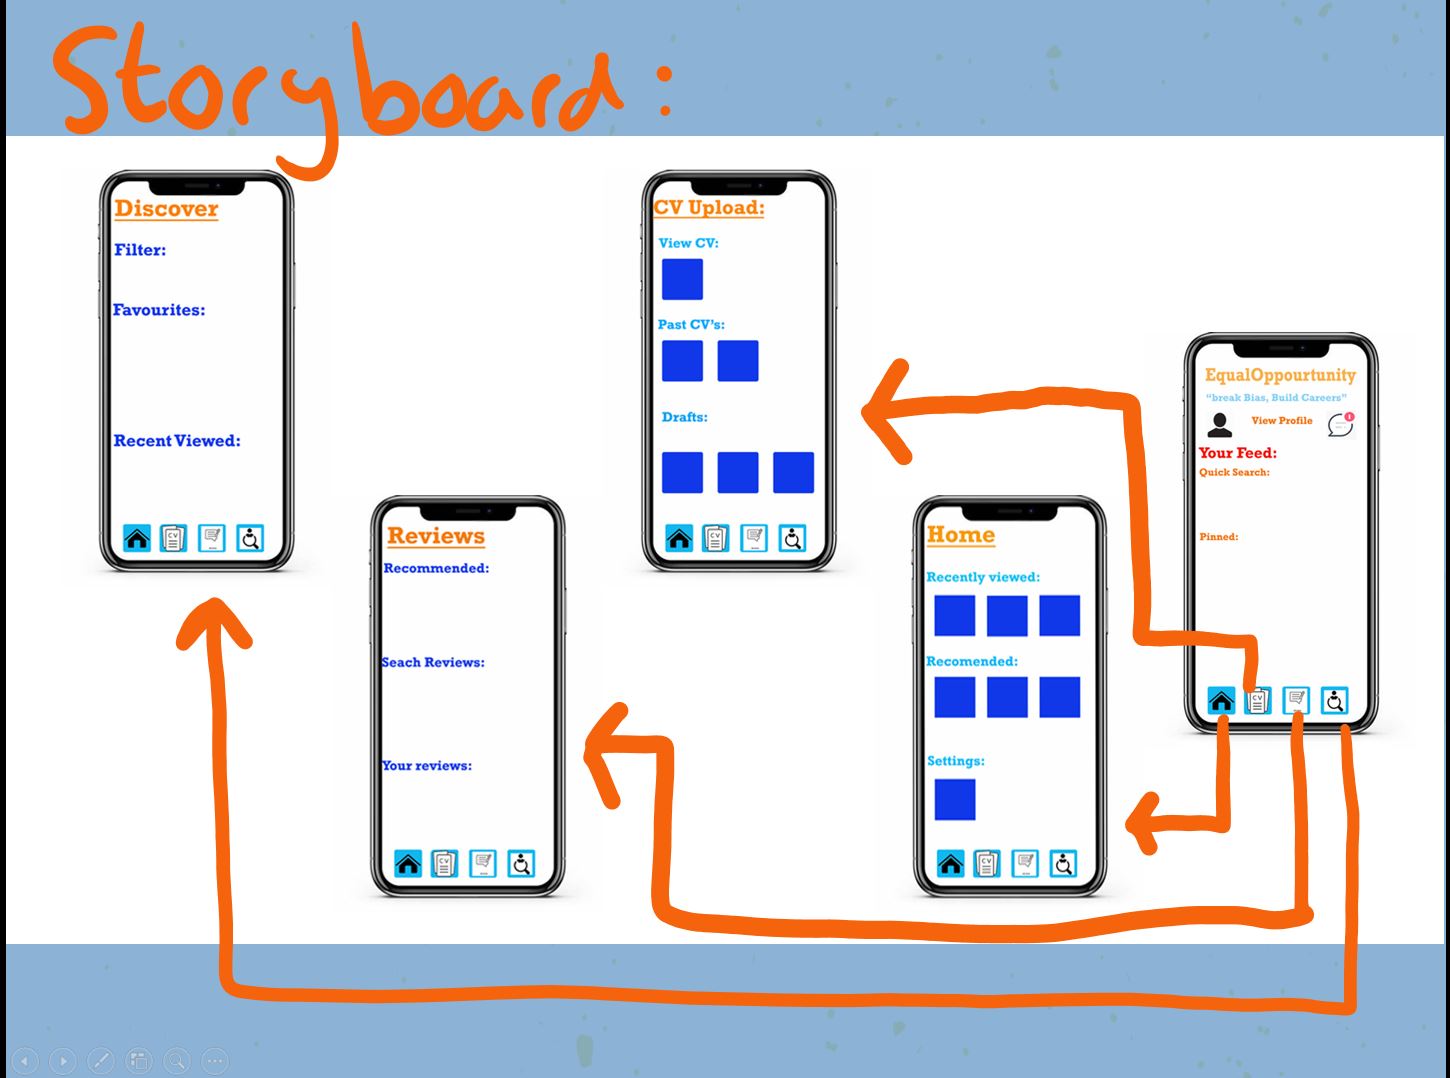 Storyboard:
Discover
Filter:
Favourites:
Recent Viewed:
CV
Reviews
Recommended:
Seach Reviews:
Your reviews:
CV
CV Upload:
View CV:
Past CV's:
Drafts:
CV
Home
Recently viewed:
Recomended:
Settings:
CV
EqualOppourtunity
“break Bias, Build Careers”
View Profile
1
Your Feed:
Quick Search:
Pinned:
CV